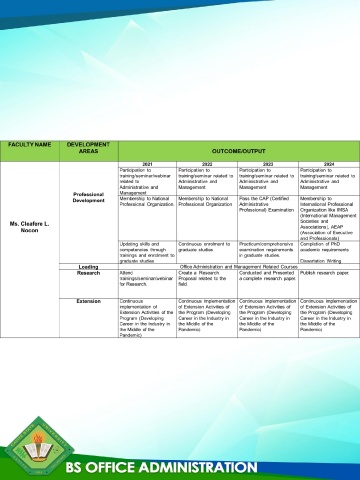 FACULTY NAME DEVELOPMENT AREAS OUTCOME/OUTPUT
2021 2022 2023 2024
Ms. Cleafere L. Nocon
Professional Development
Participation to
training/seminar/webinar
related to
Administrative and
Management
Participation to
training/seminar related to
Administrative and
Management
Participation to
training/seminar related to
Administrative and
Management
Participation to
training/seminar related to
Administrative and
Management
Membership to National
Professional Organization
Membership to National
Professional Organization
Pass the CAP (Certified
Administrative
Professional) Examination
Membership to
International Professional
Organization like IMSA
(International Management
Societies and
Associations), AEAP
(Association of Executive
and Professionals)
Updating skills and
competencies through
trainings and enrolment to
graduate studies
Continuous enrolment to
graduate studies
Practicum/comprehensive
examination requirements
in graduate studies.
Completion of PhD
academic requirements
Dissertation Writing
Leading Office Administration and Management Related Courses
Research
Attend
trainings/seminars/webinar
for Research.
Create a Research
Proposal related to the
field.
Conducted and Presented
a complete research paper.
Publish research paper.
Extension
Continuous
implementation of
Extension Activities of the
Program (Developing
Career in the Industry in
the Middle of the
Pandemic)
Continuous implementation
of Extension Activities of
the Program (Developing
Career in the Industry in
the Middle of the
Pandemic)
Continuous implementation
of Extension Activities of
the Program (Developing
Career in the Industry in
the Middle of the
Pandemic)
Continuous implementation
of Extension Activities of
the Program (Developing
Career in the Industry in
the Middle of the
Pandemic)
BS OFFICE ADMINISTRATION